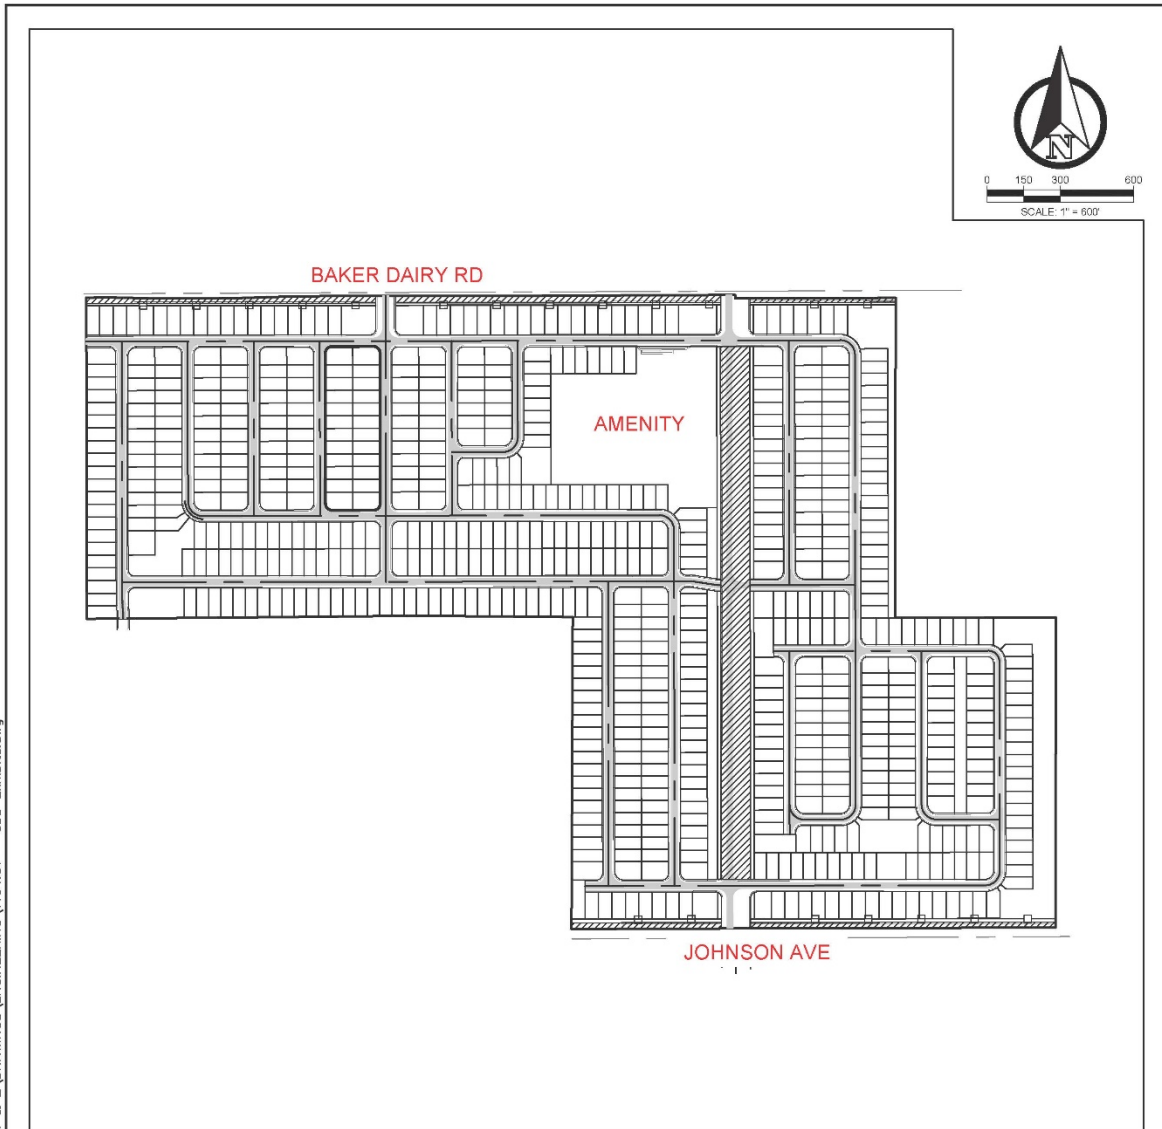 N
0 150 300 600
SCALE: 1" = 600'
BAKER DAIRY RD
AMENITY
JOHNSON AVE